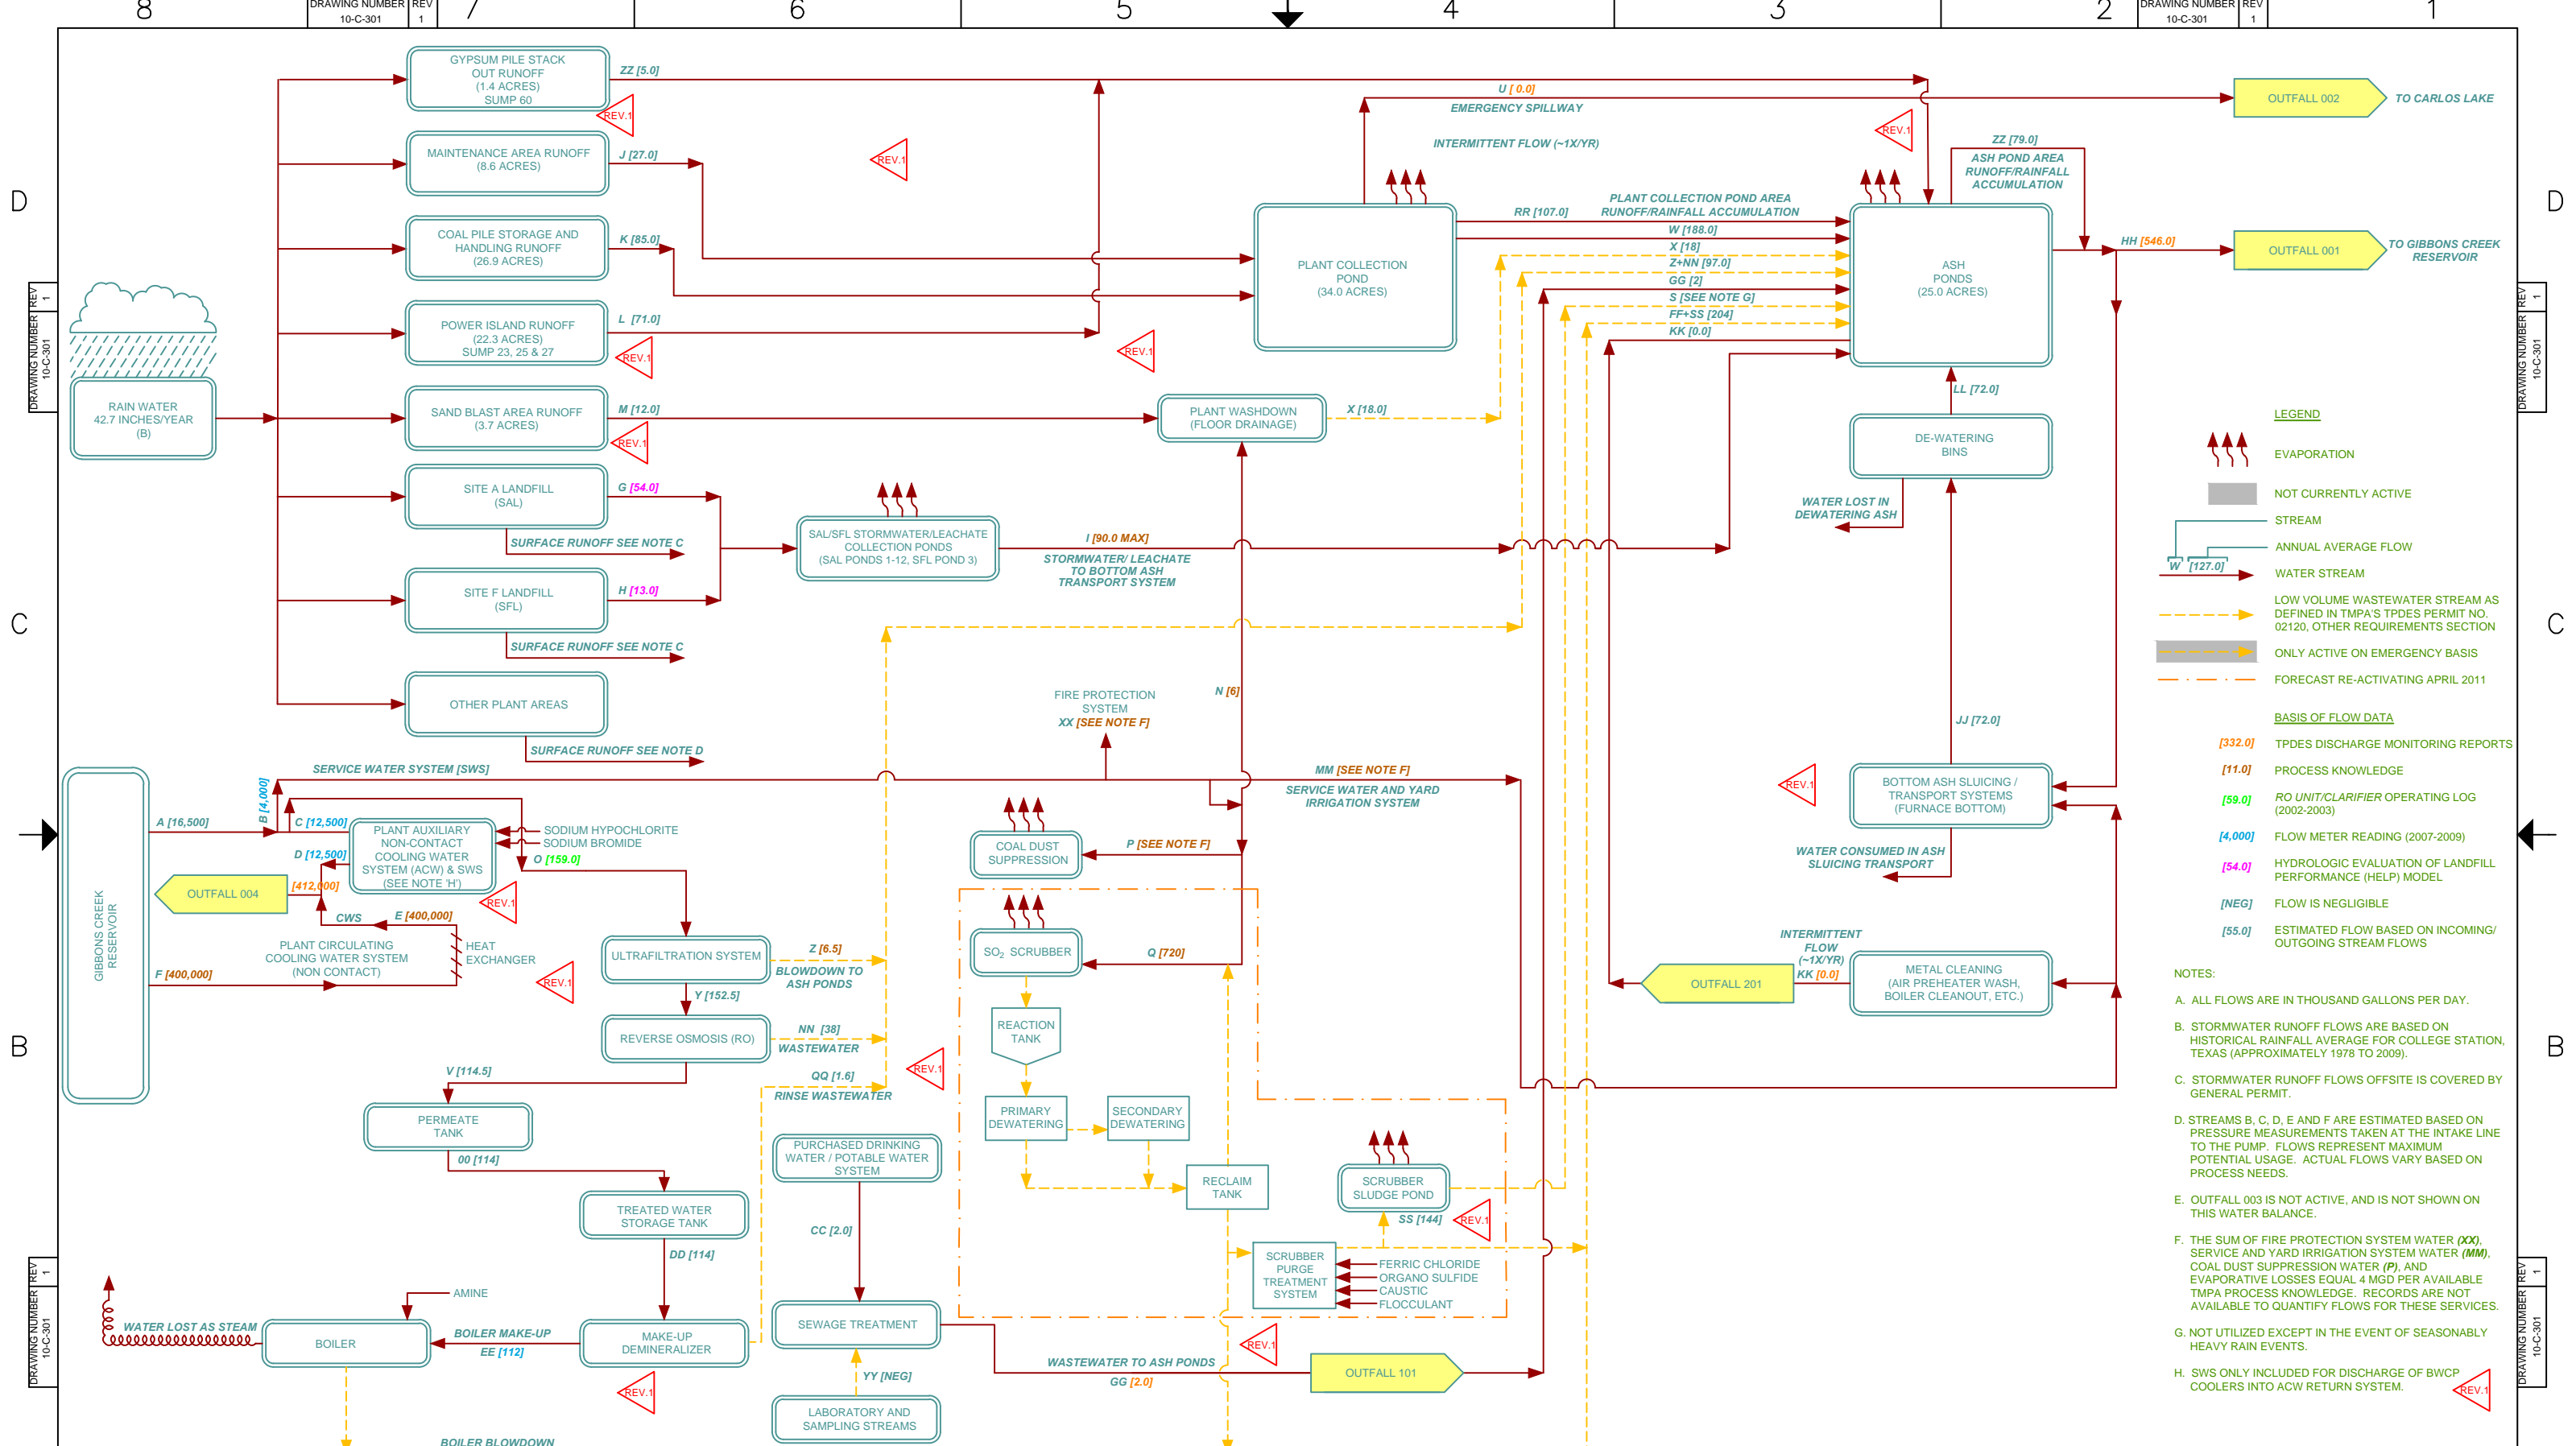 8
DRAWING NUMBER
10-C-301
REV
1
7
6
5
4
3
2
DRAWING NUMBER
10-C-301
REV
1
1
D
C
B
D
C
B
DRAWING NUMBER
10-C-301
REV
1
DRAWING NUMBER
10-C-301
REV
1
DRAWING NUMBER
10-C-301
REV
1
DRAWING NUMBER
10-C-301
REV
1
RAIN WATER
42.7 INCHES/YEAR
(B)
GYPSUM PILE STACK
OUT RUNOFF
(1.4 ACRES)
SUMP 60
ZZ [5.0]
REV.1
MAINTENANCE AREA RUNOFF
(8.6 ACRES)
J [27.0]
REV.1
COAL PILE STORAGE AND
HANDLING RUNOFF
(26.9 ACRES)
K [85.0]
POWER ISLAND RUNOFF
(22.3 ACRES)
SUMP 23, 25 & 27
L [71.0]
REV.1
REV.1
SAND BLAST AREA RUNOFF
(3.7 ACRES)
M [12.0]
REV.1
SITE A LANDFILL
(SAL)
G [54.0]
SURFACE RUNOFF SEE NOTE C
SITE F LANDFILL
(SFL)
H [13.0]
SURFACE RUNOFF SEE NOTE C
OTHER PLANT AREAS
SURFACE RUNOFF SEE NOTE D
SAL/SFL STORMWATER/LEACHATE
COLLECTION PONDS
(SAL PONDS 1-12, SFL POND 3)
I [90.0 MAX]
STORMWATER/ LEACHATE
TO BOTTOM ASH
TRANSPORT SYSTEM
PLANT WASHDOWN
(FLOOR DRAINAGE)
X [18.0]
U [ 0.0]
EMERGENCY SPILLWAY
INTERMITTENT FLOW (~1X/YR)
PLANT COLLECTION
POND
(34.0 ACRES)
PLANT COLLECTION POND AREA
RR [107.0]
RUNOFF/RAINFALL ACCUMULATION
W [188.0]
X [18]
Z+NN [97.0]
GG [2]
S [SEE NOTE G]
FF+SS [204]
KK [0.0]
REV.1
ASH
PONDS
(25.0 ACRES)
ZZ [79.0]
ASH POND AREA
RUNOFF/RAINFALL
ACCUMULATION
OUTFALL 002
TO CARLOS LAKE
HH [546.0]
OUTFALL 001
TO GIBBONS CREEK
RESERVOIR
LL [72.0]
DE-WATERING
BINS
WATER LOST IN
DEWATERING ASH
JJ [72.0]
REV.1
BOTTOM ASH SLUICING /
TRANSPORT SYSTEMS
(FURNACE BOTTOM)
WATER CONSUMED IN ASH
SLUICING TRANSPORT
INTERMITTENT
FLOW
(~1X/YR)
KK [0.0]
OUTFALL 201
METAL CLEANING
(AIR PREHEATER WASH,
BOILER CLEANOUT, ETC.)
FIRE PROTECTION
SYSTEM
XX [SEE NOTE F]
N [6]
SERVICE WATER SYSTEM [SWS]
MM [SEE NOTE F]
SERVICE WATER AND YARD
IRRIGATION SYSTEM
GIBBONS CREEK
RESERVOIR
A [16,500]
B [4,000]
C [12,500]
D [12,500]
PLANT AUXILIARY
NON-CONTACT
COOLING WATER
SYSTEM (ACW) & SWS
(SEE NOTE 'H')
SODIUM HYPOCHLORITE
SODIUM BROMIDE
O [159.0]
REV.1
OUTFALL 004
[412,000]
CWS
E [400,000]
PLANT CIRCULATING
COOLING WATER SYSTEM
(NON CONTACT)
HEAT
EXCHANGER
F [400,000]
REV.1
ULTRAFILTRATION SYSTEM
Z [6.5]
BLOWDOWN TO
ASH PONDS
Y [152.5]
REVERSE OSMOSIS (RO)
NN [38]
WASTEWATER
REV.1
QQ [1.6]
RINSE WASTEWATER
V [114.5]
PERMEATE
TANK
00 [114]
TREATED WATER
STORAGE TANK
DD [114]
MAKE-UP
DEMINERALIZER
REV.1
BOILER MAKE-UP
EE [112]
BOILER
AMINE
WATER LOST AS STEAM
BOILER BLOWDOWN
PURCHASED DRINKING
WATER / POTABLE WATER
SYSTEM
CC [2.0]
SEWAGE TREATMENT
YY [NEG]
LABORATORY AND
SAMPLING STREAMS
WASTEWATER TO ASH PONDS
GG [2.0]
REV.1
OUTFALL 101
COAL DUST
SUPPRESSION
P [SEE NOTE F]
SO2 SCRUBBER
Q [720]
REACTION
TANK
PRIMARY
DEWATERING
SECONDARY
DEWATERING
RECLAIM
TANK
SCRUBBER
SLUDGE POND
SS [144]
REV.1
SCRUBBER
PURGE
TREATMENT
SYSTEM
FERRIC CHLORIDE
ORGANO SULFIDE
CAUSTIC
FLOCCULANT
LEGEND
EVAPORATION
NOT CURRENTLY ACTIVE
STREAM
ANNUAL AVERAGE FLOW
W [127.0]
WATER STREAM
LOW VOLUME WASTEWATER STREAM AS
DEFINED IN TMPA'S TPDES PERMIT NO.
02120, OTHER REQUIREMENTS SECTION
ONLY ACTIVE ON EMERGENCY BASIS
FORECAST RE-ACTIVATING APRIL 2011
BASIS OF FLOW DATA
[332.0] TPDES DISCHARGE MONITORING REPORTS
[11.0] PROCESS KNOWLEDGE
[59.0] RO UNIT/CLARIFIER OPERATING LOG
(2002-2003)
[4,000] FLOW METER READING (2007-2009)
[54.0] HYDROLOGIC EVALUATION OF LANDFILL
PERFORMANCE (HELP) MODEL
[NEG] FLOW IS NEGLIGIBLE
[55.0] ESTIMATED FLOW BASED ON INCOMING/
OUTGOING STREAM FLOWS
NOTES:
A. ALL FLOWS ARE IN THOUSAND GALLONS PER DAY.
B. STORMWATER RUNOFF FLOWS ARE BASED ON
HISTORICAL RAINFALL AVERAGE FOR COLLEGE STATION,
TEXAS (APPROXIMATELY 1978 TO 2009).
C. STORMWATER RUNOFF FLOWS OFFSITE IS COVERED BY
GENERAL PERMIT.
D. STREAMS B, C, D, E AND F ARE ESTIMATED BASED ON
PRESSURE MEASUREMENTS TAKEN AT THE INTAKE LINE
TO THE PUMP. FLOWS REPRESENT MAXIMUM
POTENTIAL USAGE. ACTUAL FLOWS VARY BASED ON
PROCESS NEEDS.
E. OUTFALL 003 IS NOT ACTIVE, AND IS NOT SHOWN ON
THIS WATER BALANCE.
F. THE SUM OF FIRE PROTECTION SYSTEM WATER (XX),
SERVICE AND YARD IRRIGATION SYSTEM WATER (MM),
COAL DUST SUPPRESSION WATER (P), AND
EVAPORATIVE LOSSES EQUAL 4 MGD PER AVAILABLE
TMPA PROCESS KNOWLEDGE. RECORDS ARE NOT
AVAILABLE TO QUANTIFY FLOWS FOR THESE SERVICES.
G. NOT UTILIZED EXCEPT IN THE EVENT OF SEASONABLY
HEAVY RAIN EVENTS.
H. SWS ONLY INCLUDED FOR DISCHARGE OF BWCP
COOLERS INTO ACW RETURN SYSTEM.
REV.1